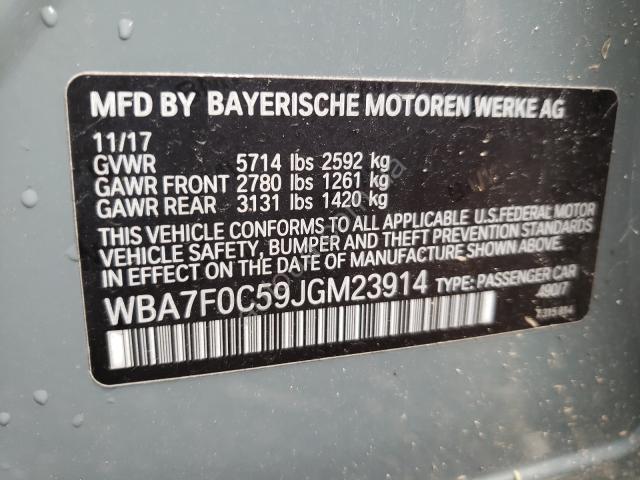 MFD BY BAYERISCHE MOTOREN WERKE AG
11/17
GVWR 5714 lbs 2592 kg
GAWR FRONT 2780 lbs 1261 kg
GAWR REAR 3131 lbs 1420 kg
THIS VEHICLE CONFORMS TO ALL APPLICABLE U.S.FEDERAL MOTOR
VEHICLE SAFETY, BUMPER AND THEFT PREVENTION STANDARDS
IN EFFECT ON THE DATE OF MANUFACTURE SHOWN ABOVE.
WBA7F0C59JGM23914 TYPE: PASSENGER CAR
490/7